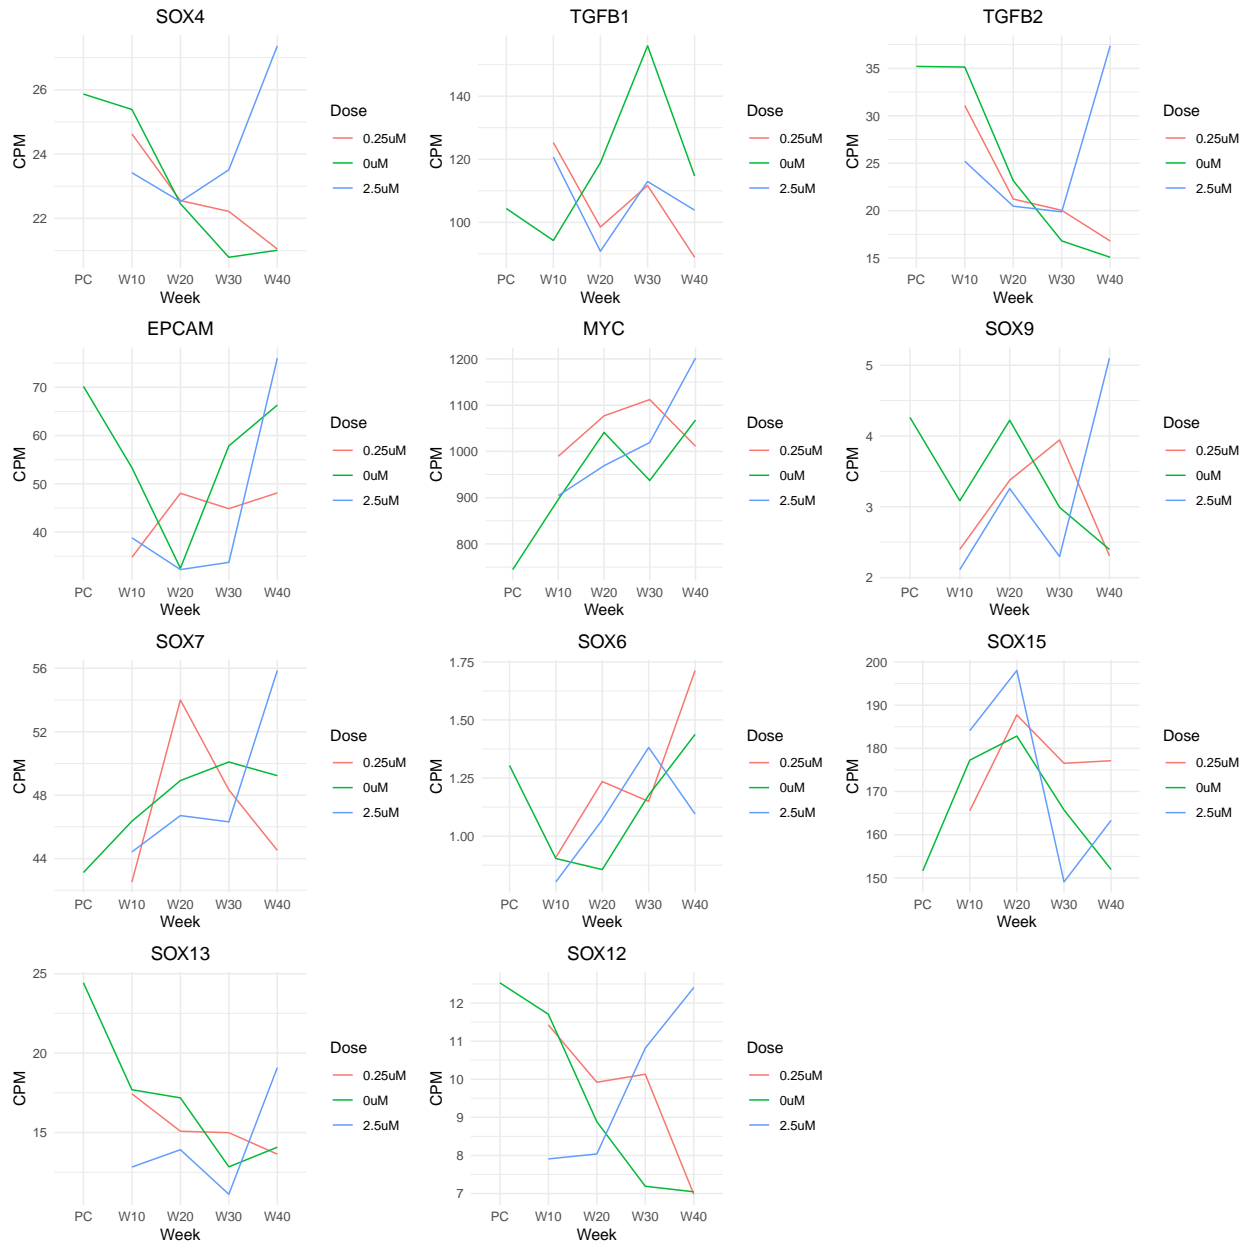 SOX4
CPM
26
24
22
PC W10 W20 W30 W40
Week
Dose
0.25uM
0uM
2.5uM
TGFB1
CPM
140
120
100
PC W10 W20 W30 W40
Week
Dose
0.25uM
0uM
2.5uM
TGFB2
CPM
35
30
25
20
15
PC W10 W20 W30 W40
Week
Dose
0.25uM
0uM
2.5uM
EPCAM
CPM
70
60
50
40
PC W10 W20 W30 W40
Week
Dose
0.25uM
0uM
2.5uM
MYC
CPM
1200
1100
1000
900
800
PC W10 W20 W30 W40
Week
Dose
0.25uM
0uM
2.5uM
SOX9
CPM
5
4
3
2
PC W10 W20 W30 W40
Week
Dose
0.25uM
0uM
2.5uM
SOX7
CPM
56
52
48
44
PC W10 W20 W30 W40
Week
Dose
0.25uM
0uM
2.5uM
SOX6
CPM
1.75
1.50
1.25
1.00
PC W10 W20 W30 W40
Week
Dose
0.25uM
0uM
2.5uM
SOX15
CPM
200
190
180
170
160
150
PC W10 W20 W30 W40
Week
Dose
0.25uM
0uM
2.5uM
SOX13
CPM
25
20
15
PC W10 W20 W30 W40
Week
Dose
0.25uM
0uM
2.5uM
SOX12
CPM
12
11
10
9
8
7
PC W10 W20 W30 W40
Week
Dose
0.25uM
0uM
2.5uM